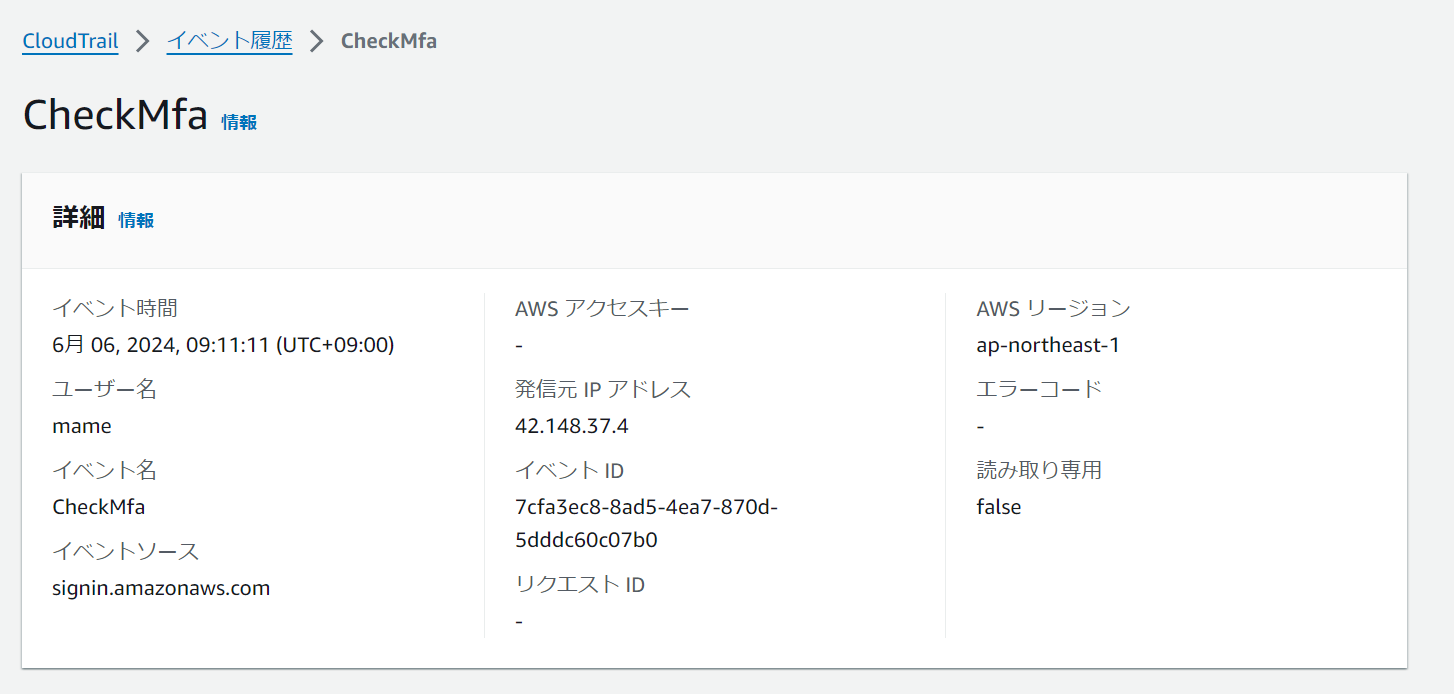 CloudTrail > イベント履歴 > CheckMfa
CheckMfa 情報
詳細 情報
イベント時間
6月 06, 2024, 09:11:11 (UTC+09:00)
ユーザー名
mame
イベント名
CheckMfa
イベントソース
signin.amazonaws.com
AWS アクセスキー
-
発信元 IP アドレス
42.148.37.4
イベント ID
7cfa3ec8-8ad5-4ea7-870d-
5dddc60c07b0
リクエスト ID
-
AWS リージョン
ap-northeast-1
エラーコード
-
読み取り専用
false